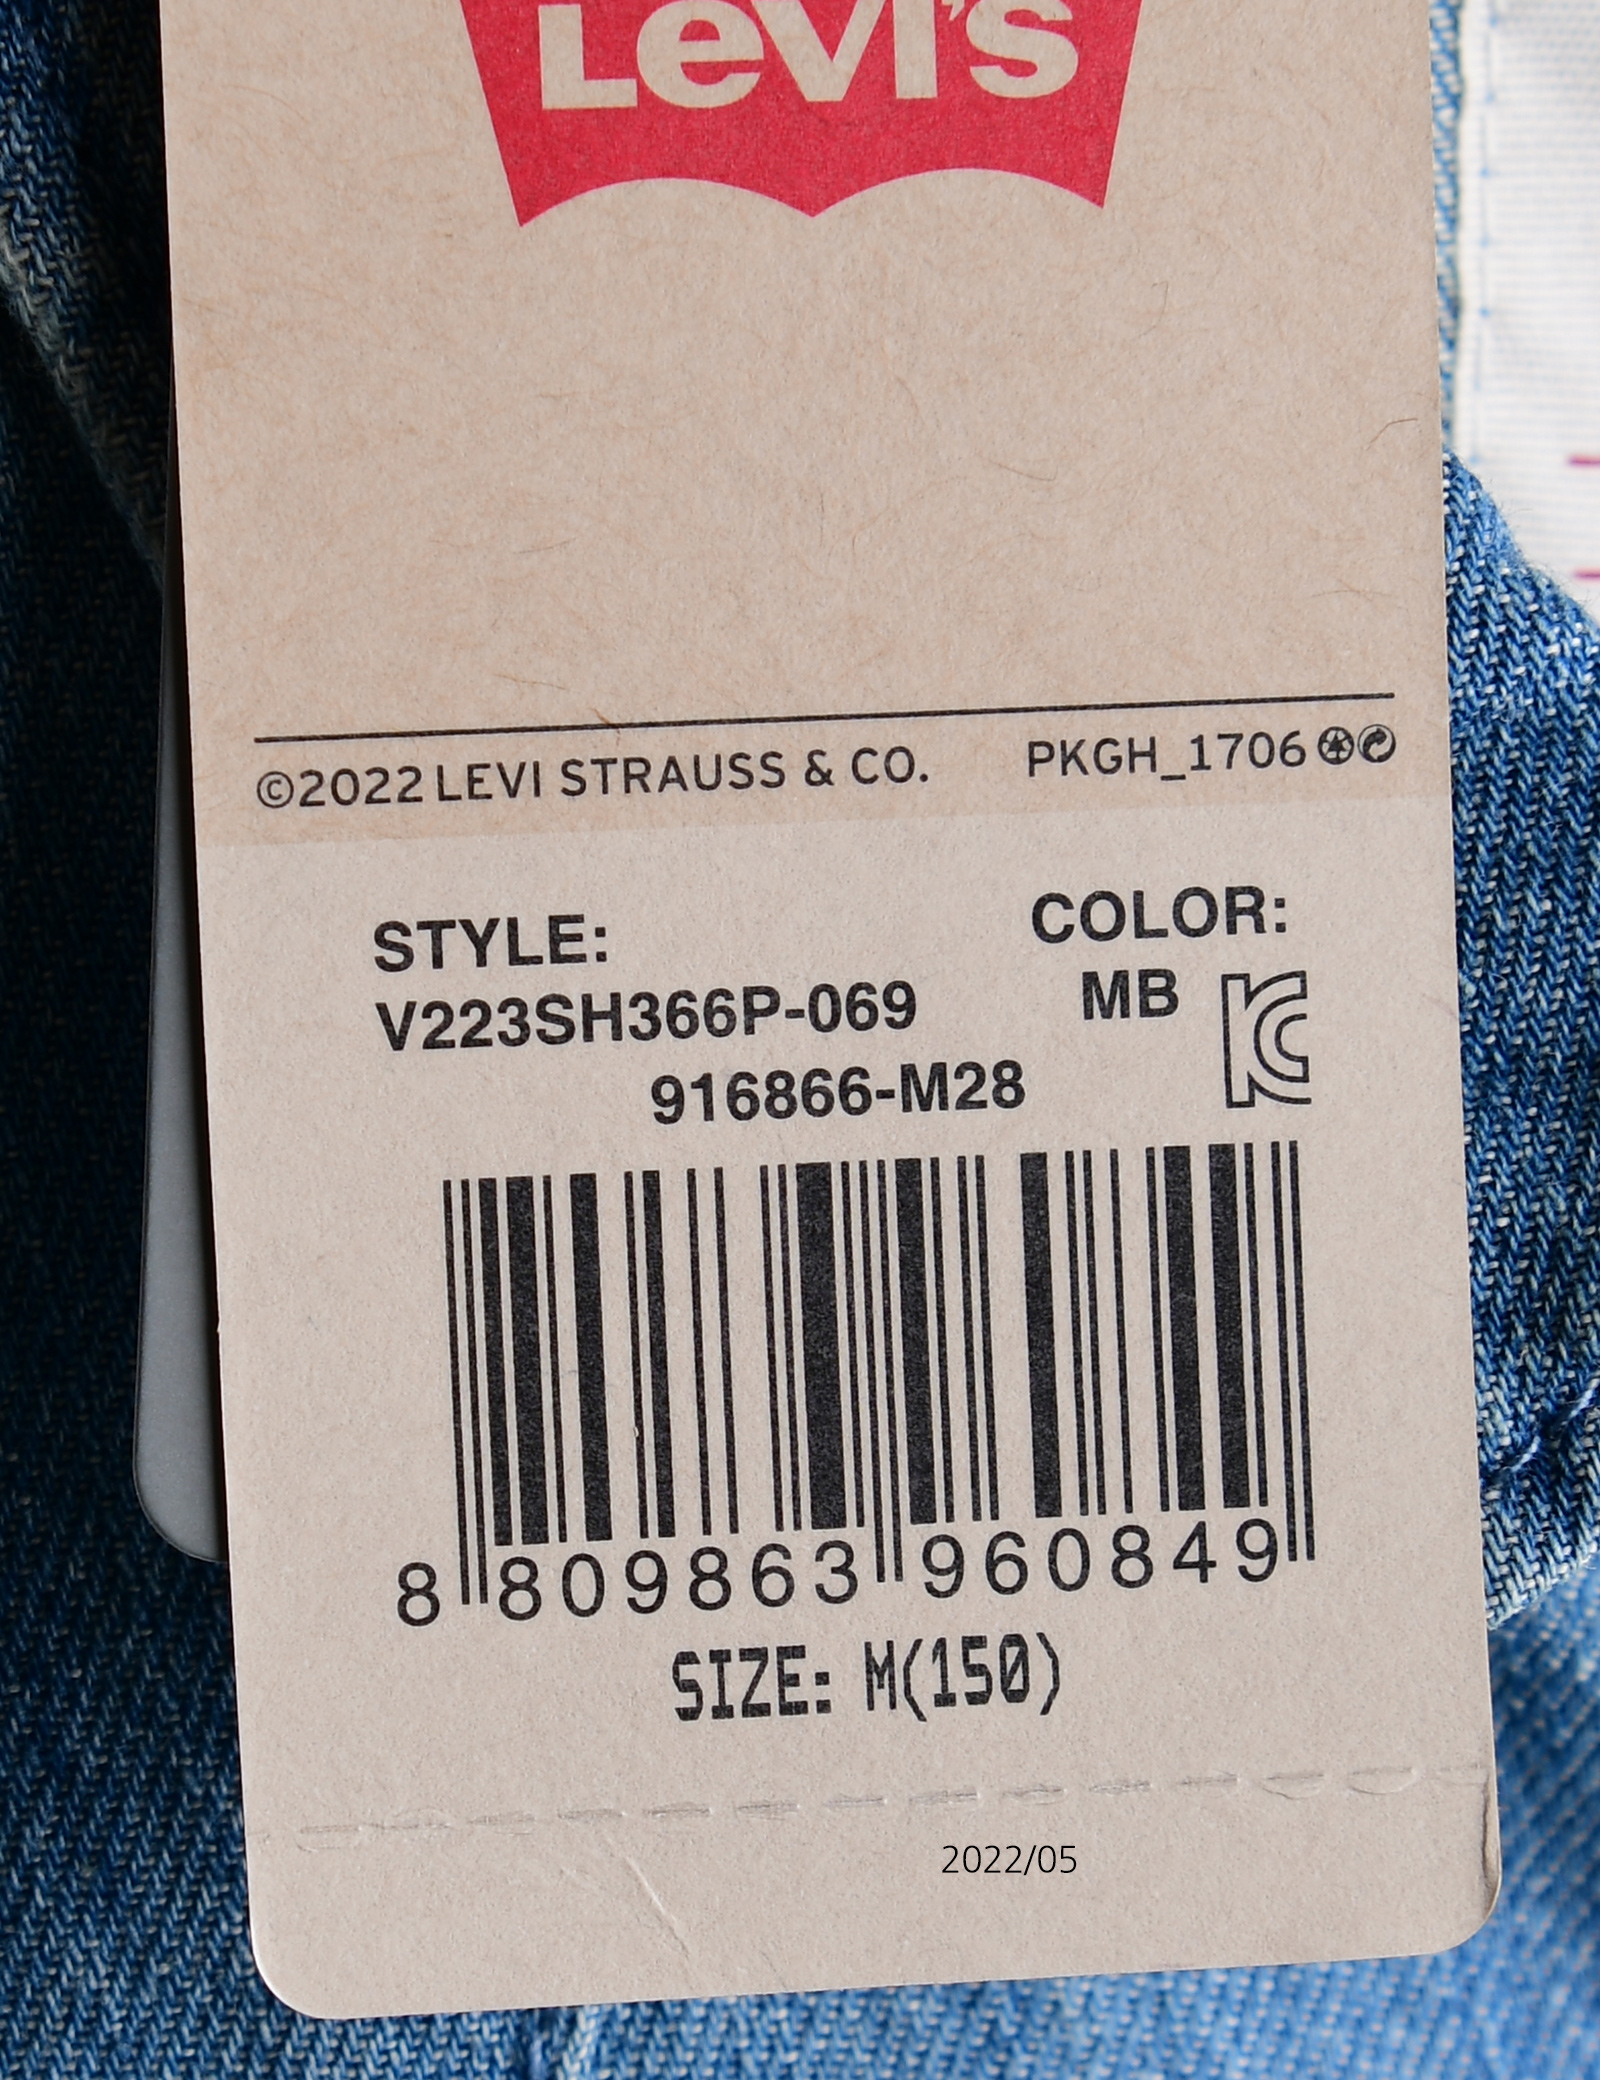 Levi's
©2022 LEVI STRAUSS & CO. PKGH_1706
STYLE: COLOR:
V223SH366P-069 MB
916866-M28
8 809863 960849
SIZE: M(150)
2022/05